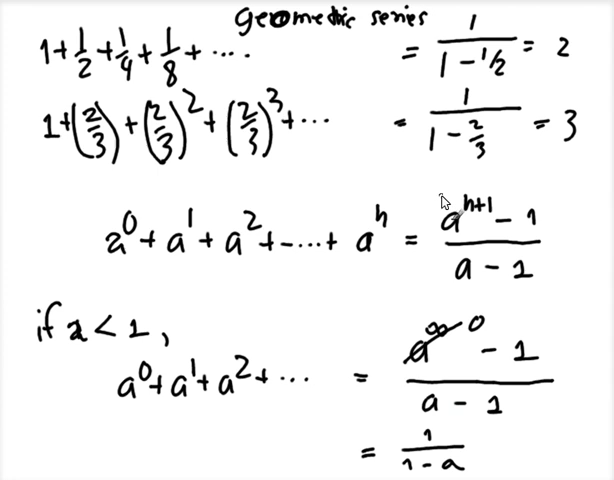 geometric series
1 + 1/2 + 1/4 + 1/8 + .... = 1/(1 - 1/2) = 2
1 + (2/3) + (2/3)^2 + (2/3)^3 + ... = 1/(1 - 2/3) = 3
a^0 + a^1 + a^2 + - ... + a^n = (a^(n+1) - 1)/(a - 1)
if a < 1,
a^0 + a^1 + a^2 + ... = (a^∞ 0 - 1)/(a - 1)
= 1/(1 - a)